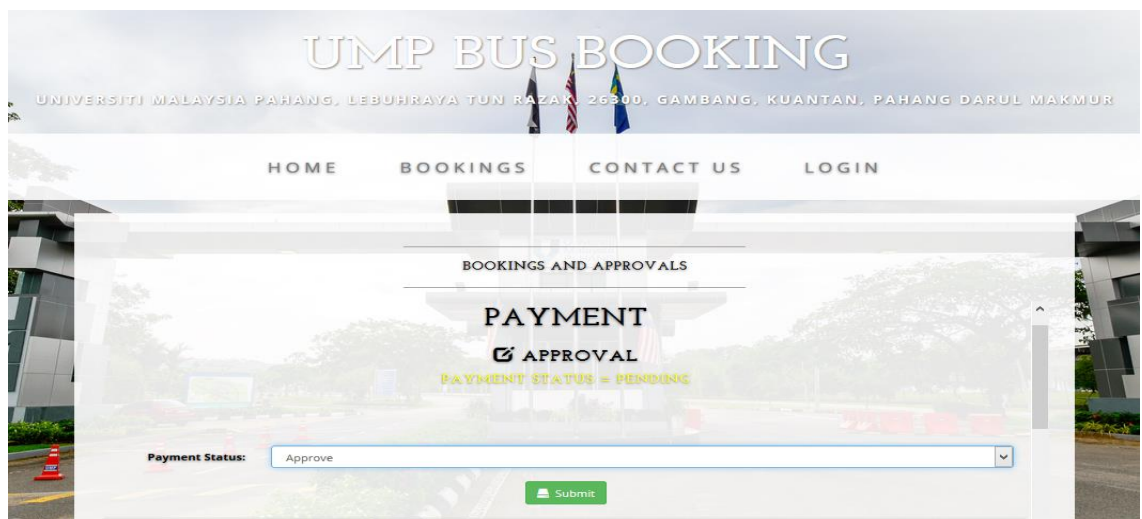 UMP BUS BOOKING
UNIVERSITI MALAYSIA PAHANG, LEBUHRAYA TUN RAZAK, 26300, GAMBANG, KUANTAN, PAHANG DARUL MAKMUR
HOME BOOKINGS CONTACT US LOGIN
BOOKINGS AND APPROVALS
PAYMENT
APPROVAL
PAYMENT STATUS = PENDING
Payment Status: Approve
Submit